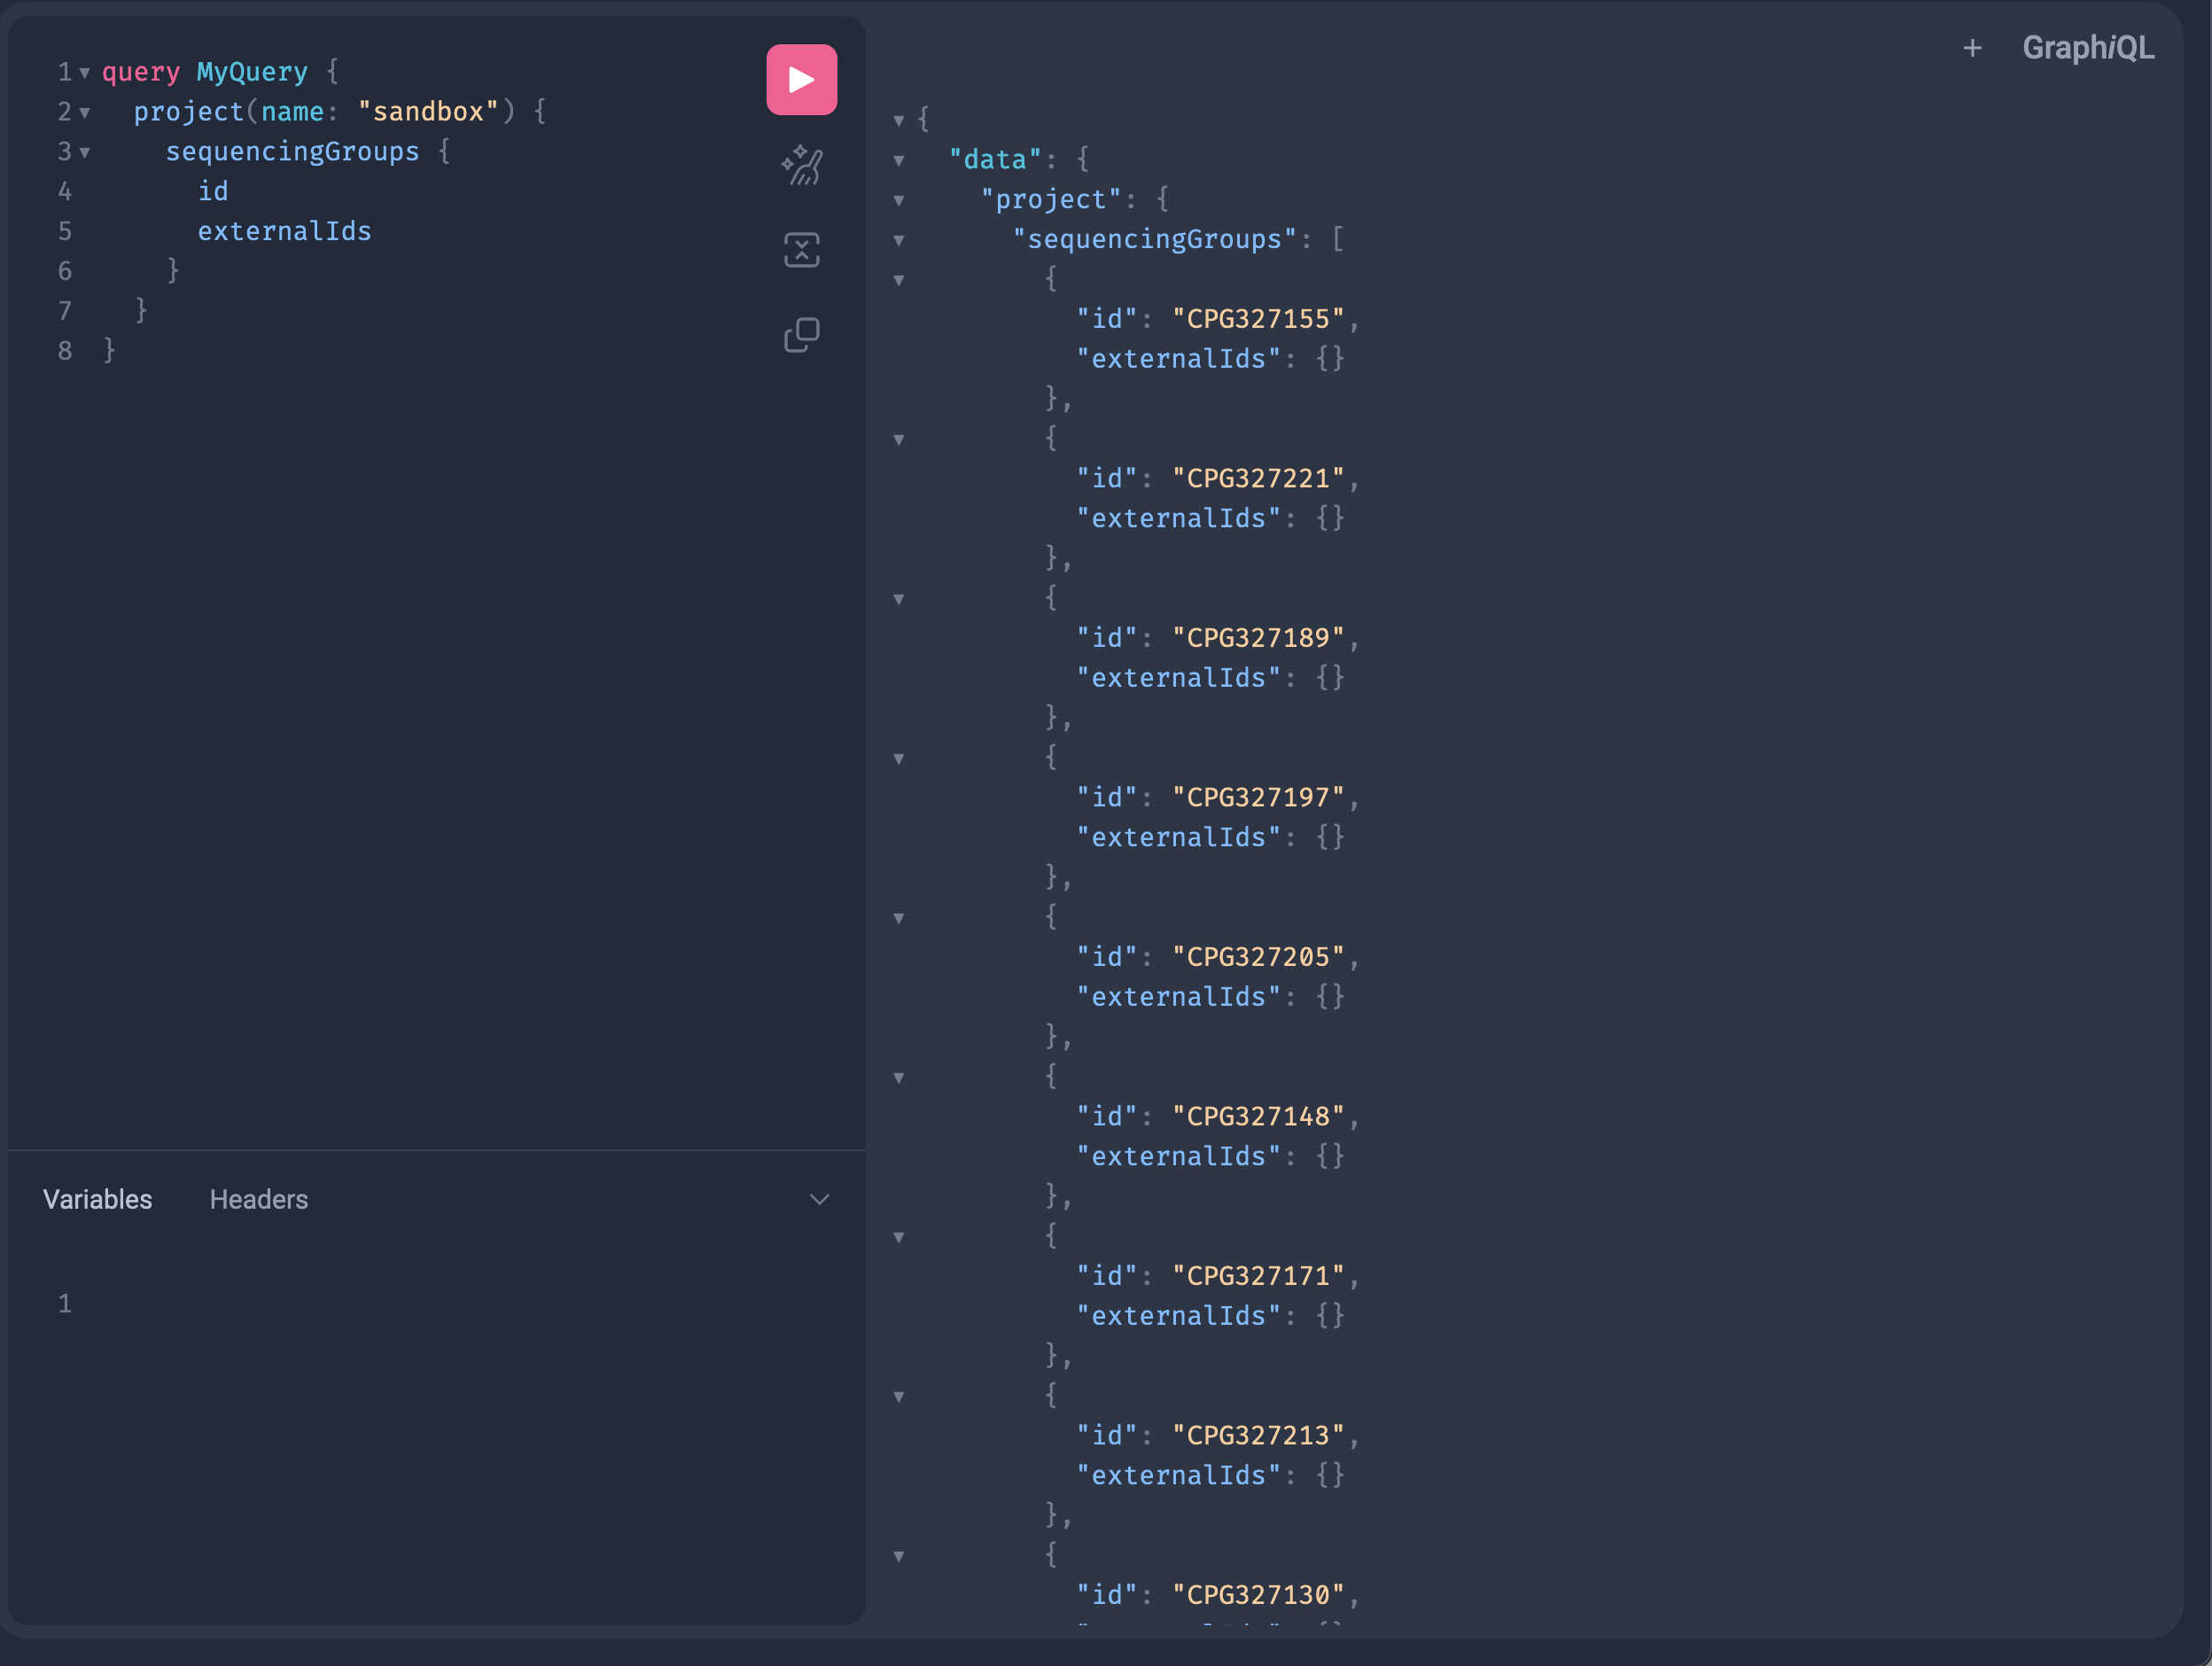 1 query MyQuery {
2 project(name: "sandbox") {
3 sequencingGroups {
4 id
5 externalIds
6 }
7 }
8 }
Variables Headers
1
+ GraphiQL
{
"data": {
"project": {
"sequencingGroups": [
{
"id": "CPG327155",
"externalIds": {}
},
{
"id": "CPG327221",
"externalIds": {}
},
{
"id": "CPG327189",
"externalIds": {}
},
{
"id": "CPG327197",
"externalIds": {}
},
{
"id": "CPG327205",
"externalIds": {}
},
{
"id": "CPG327148",
"externalIds": {}
},
{
"id": "CPG327171",
"externalIds": {}
},
{
"id": "CPG327213",
"externalIds": {}
},
{
"id": "CPG327130",